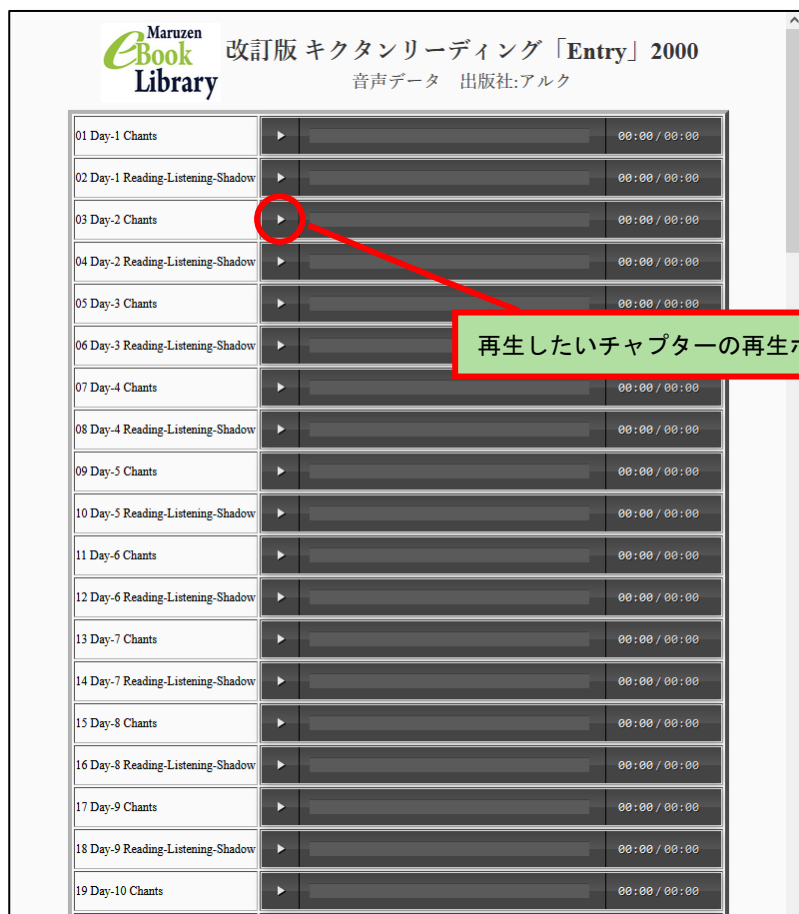 Maruzen
eBook
Library
改訂版 キクタンリーディング「Entry」2000
音声データ 出版社:アルク
01 Day-1 Chants 00:00/00:00
02 Day-1 Reading-Listening-Shadow 00:00/00:00
03 Day-2 Chants 00:00/00:00
04 Day-2 Reading-Listening-Shadow 00:00/00:00
05 Day-3 Chants 00:00/00:00
06 Day-3 Reading-Listening-Shadow
再生したいチャプターの再生
07 Day-4 Chants 00:00/00:00
08 Day-4 Reading-Listening-Shadow 00:00/00:00
09 Day-5 Chants 00:00/00:00
10 Day-5 Reading-Listening-Shadow 00:00/00:00
11 Day-6 Chants 00:00/00:00
12 Day-6 Reading-Listening-Shadow 00:00/00:00
13 Day-7 Chants 00:00/00:00
14 Day-7 Reading-Listening-Shadow 00:00/00:00
15 Day-8 Chants 00:00/00:00
16 Day-8 Reading-Listening-Shadow 00:00/00:00
17 Day-9 Chants 00:00/00:00
18 Day-9 Reading-Listening-Shadow 00:00/00:00
19 Day-10 Chants 00:00/00:00